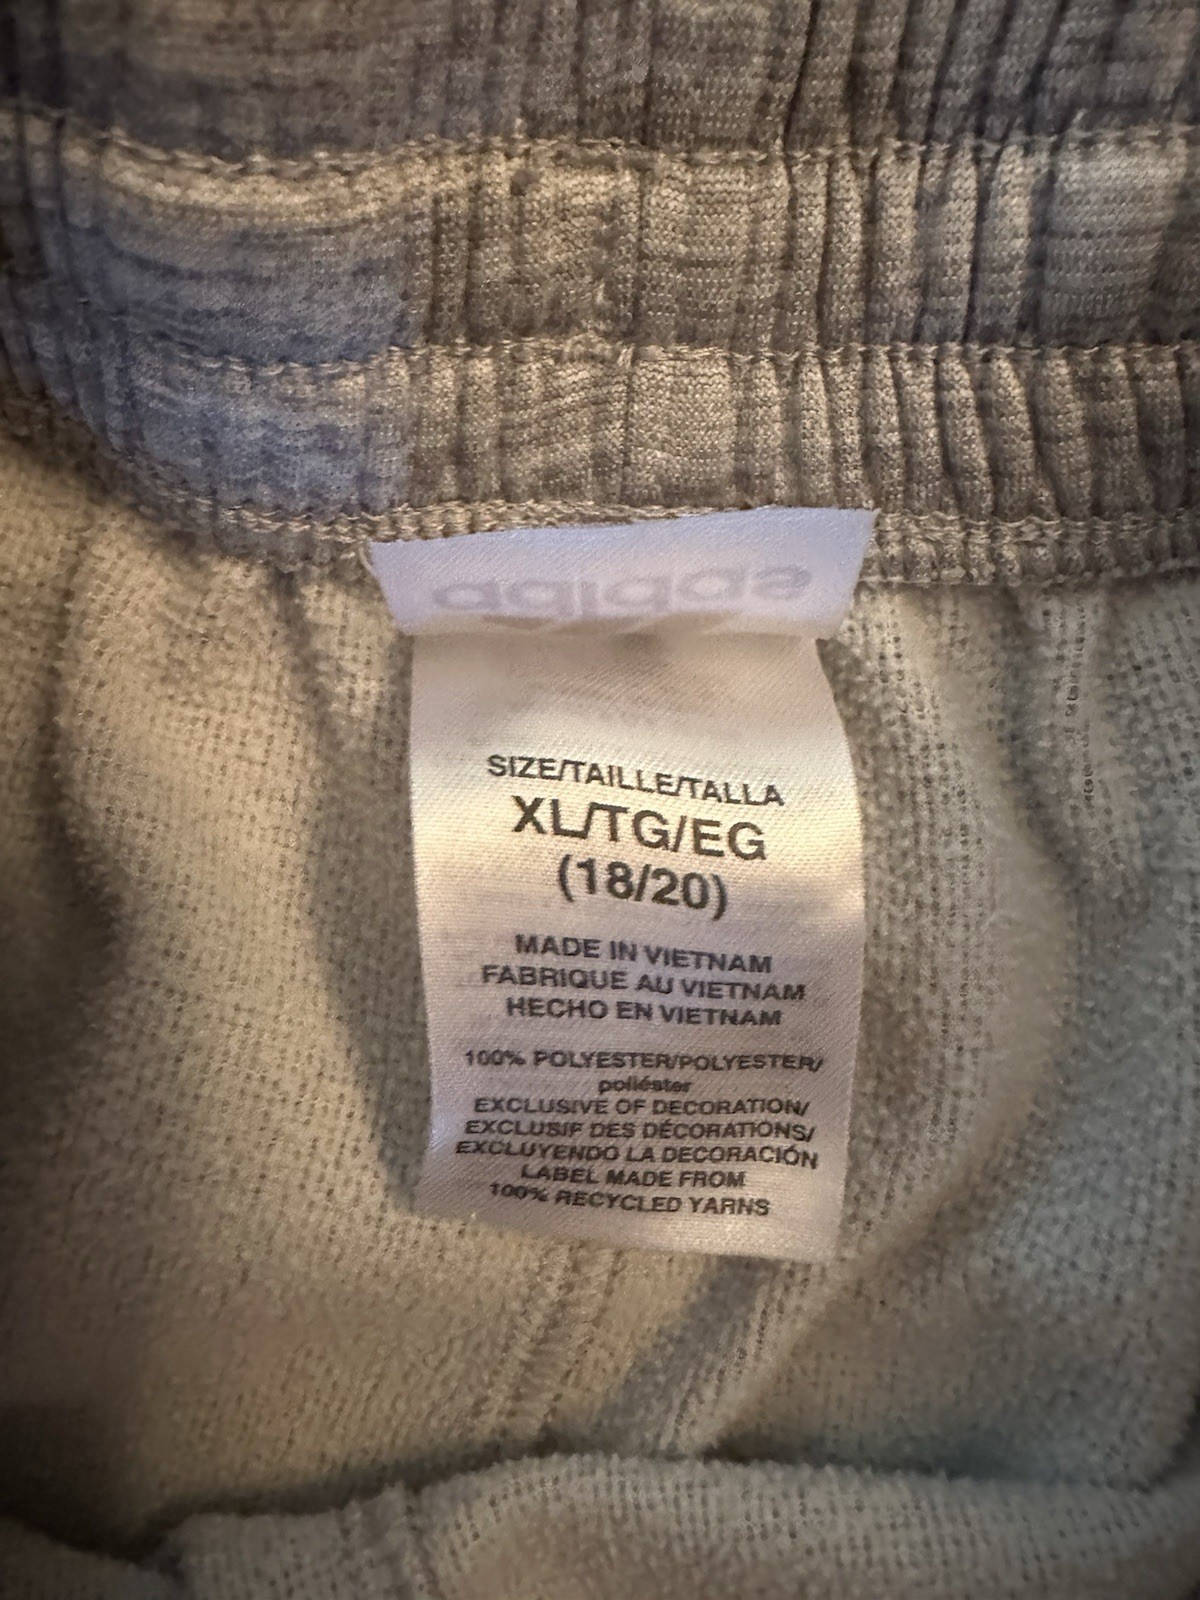 adidas
SIZE/TAILLE/TALLA
XL/TG/EG
(18/20)
MADE IN VIETNAM
FABRIQUE AU VIETNAM
HECHO EN VIETNAM
100% POLYESTER/POLYESTER/
poliéster
EXCLUSIVE OF DECORATION/
EXCLUSIF DES DÉCORATIONS/
EXCLUYENDO LA DECORACIÓN
LABEL MADE FROM
100% RECYCLED YARNS